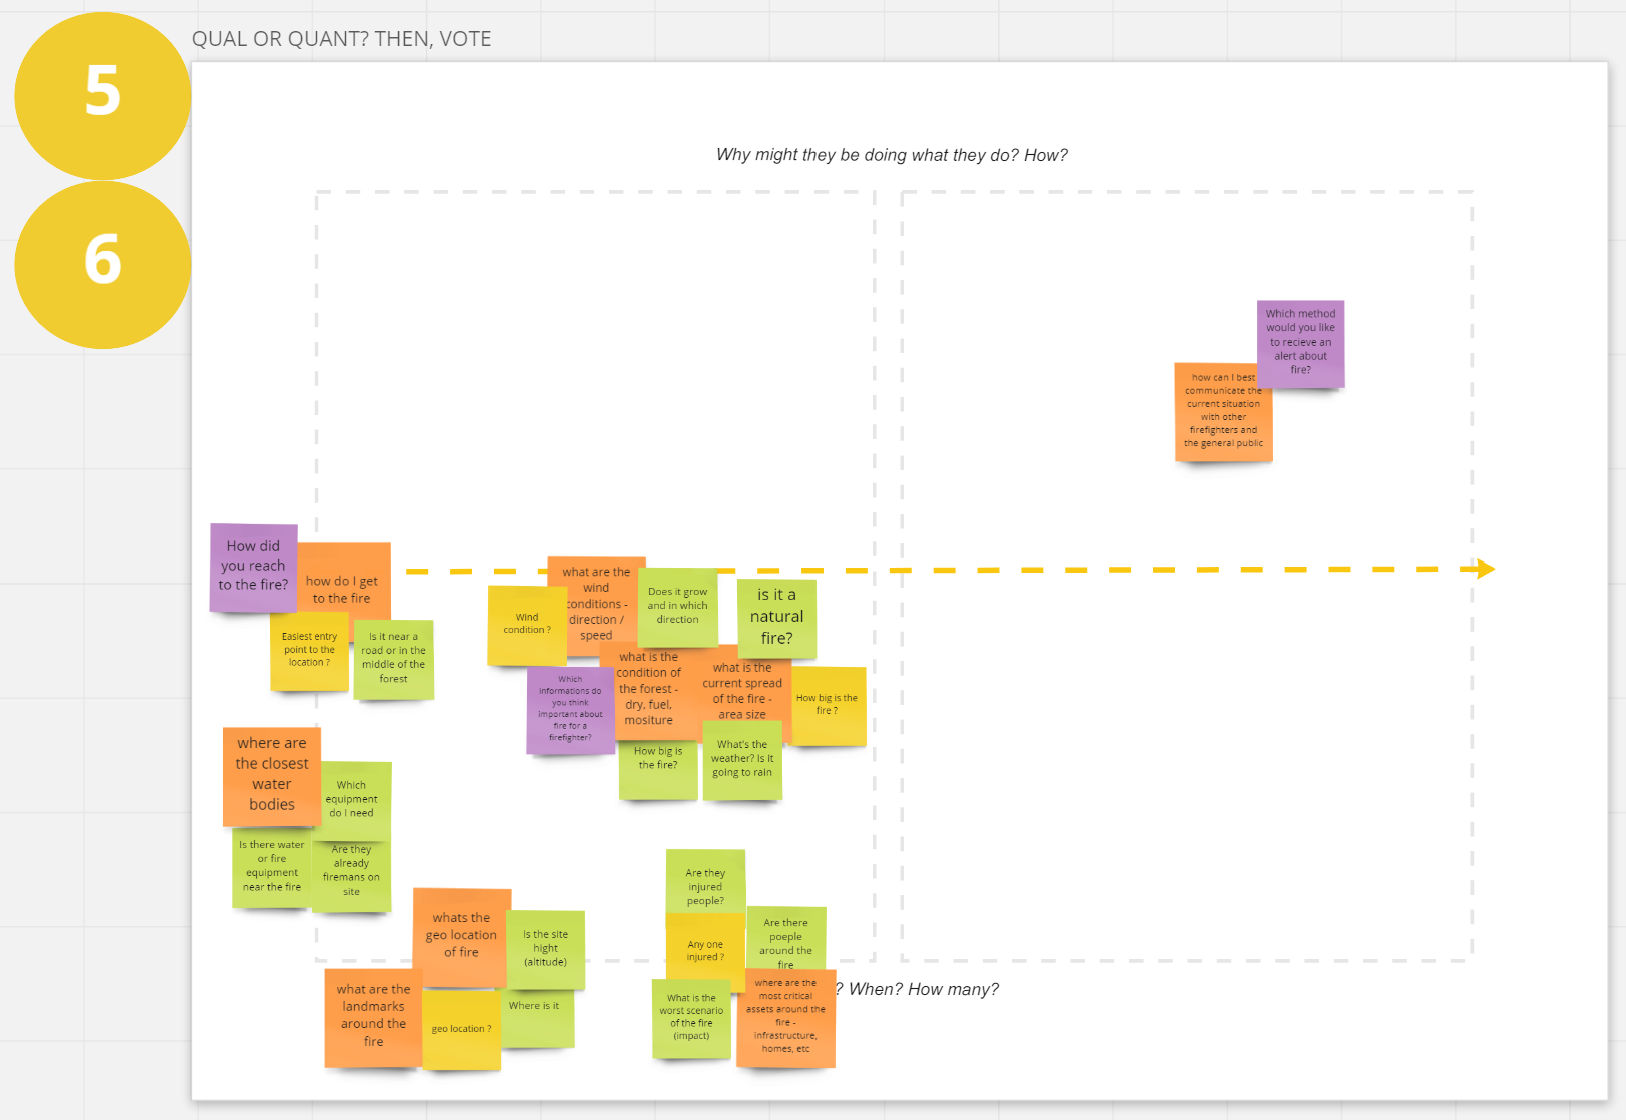 5
6
QUAL OR QUANT? THEN, VOTE
Why might they be doing what they do? How?
Which method
would you like
to recieve an
alert about
fire?
how can I best
communicate the
current situation
with other
firefighters and
the general public
How did
you reach
to the fire?
how do I get
to the fire
Easiest entry
point to the
location ?
Is it near a
road or in the
middle of the
forest
Wind
condition ?
what are the
wind
conditions -
direction /
speed
Does it grow
and in which
direction
is it a
natural
fire?
Which
informations do
you think
important about
fire for a
firefighter?
what is the
condition of
the forest -
dry, fuel,
mositure
what is the
current spread
of the fire -
area size
How big is the
fire ?
How big is
the fire?
What's the
weather? Is it
going to rain
where are
the closest
water
bodies
Which
equipment
do I need
Is there water
or fire
equipment
near the fire
Are they
already
firemans on
site
whats the
geo location
of fire
Is the site
hight
(altitude)
what are the
landmarks
around the
fire
geo location ?
Where is it
Are they
injured
people?
Any one
injured ?
Are there
poeple
around the
fire
What is the
worst scenario
of the fire
(impact)
where are the
most critical
assets around the
fire -
infrastructure,
homes, etc
? When? How many?